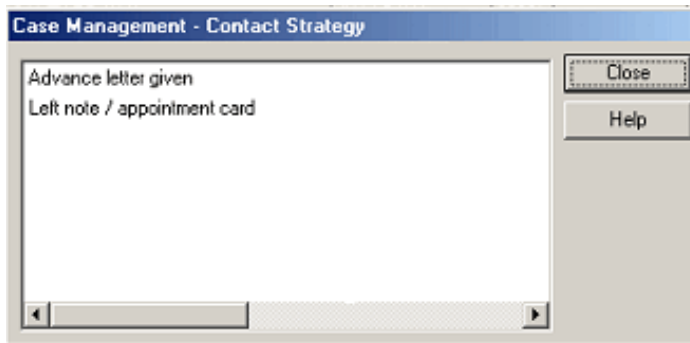 Case Management - Contact Strategy
Advance letter given
Left note / appointment card
Close
Help